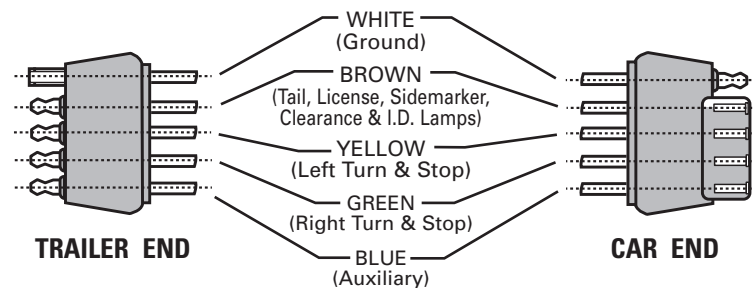 WHITE
(Ground)
BROWN
(Tail, License, Sidemarker,
Clearance & I.D. Lamps)
YELLOW
(Left Turn & Stop)
GREEN
(Right Turn & Stop)
BLUE
(Auxiliary)
TRAILER END
CAR END